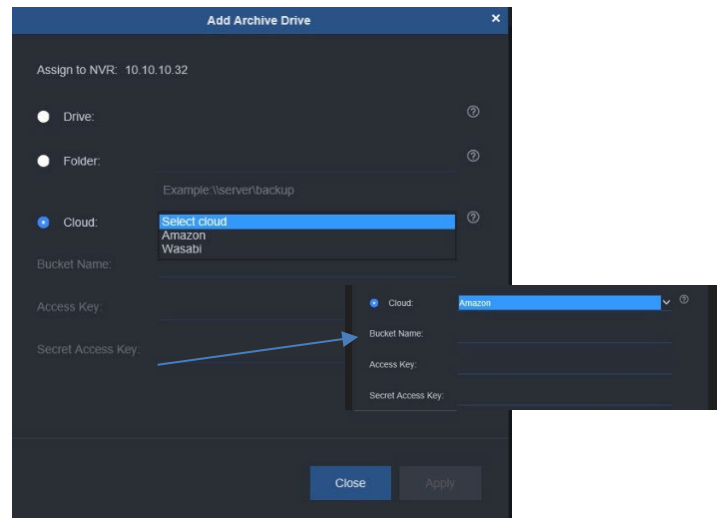 Add Archive Drive ×
Assign to NVR: 10.10.10.32
Drive:
Folder:
Example:\\server\backup
Cloud:
Select cloud
Amazon
Wasabi
Bucket Name:
Access Key:
Secret Access Key:
Cloud: Amazon
Bucket Name:
Access Key:
Secret Access Key:
Close Apply